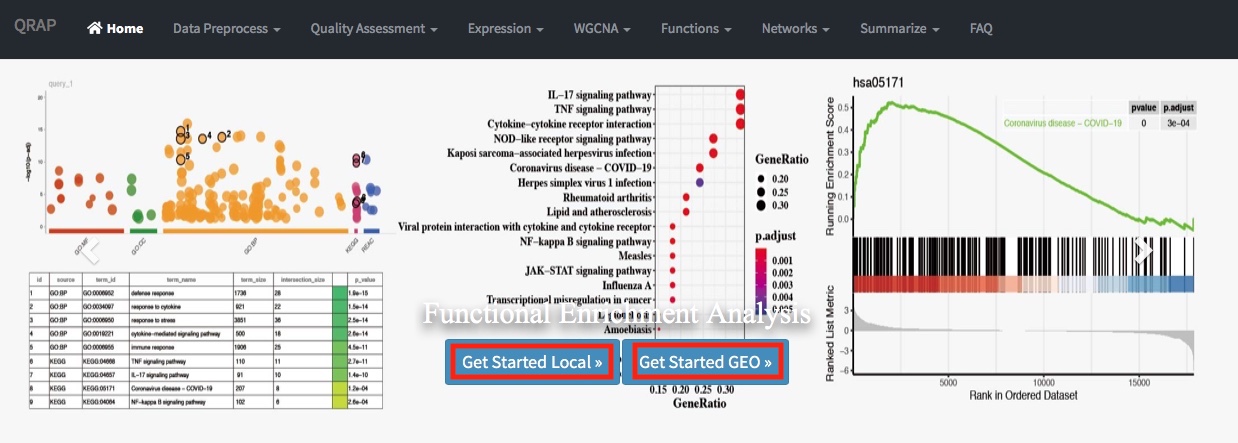 QRAP Home Data Preprocess Quality Assessment Expression WGCNA Functions Networks Summarize FAQ
query_1
-log10(p-adj)
GO:MF GO:CC GO:BP KEGG REAC
1
3 4 2
5
id source term_id term_name term_size intersection_size p_value
1 GO:BP GO:0006952 defense response 1736 28 1.9e-15
2 GO:BP GO:0034097 response to cytokine 921 22 1.5e-14
3 GO:BP GO:0006950 response to stress 3851 36 2.5e-14
4 GO:BP GO:0019221 cytokine-mediated signaling pathway 500 18 2.6e-14
5 GO:BP GO:0006955 immune response 1906 25 4.5e-11
6 KEGG KEGG:04668 TNF signaling pathway 110 11 2.7e-11
7 KEGG KEGG:04657 IL-17 signaling pathway 91 10 1.4e-10
8 KEGG KEGG:05171 Coronavirus disease - COVID-19 207 8 1.2e-04
9 KEGG KEGG:04064 NF-kappa B signaling pathway 102 6 2.6e-04
IL-17 signaling pathway
TNF signaling pathway
Cytokine-cytokine receptor interaction
NOD-like receptor signaling pathway
Kaposi sarcoma-associated herpesvirus infection
Coronavirus disease - COVID-19
Herpes simplex virus 1 infection
Rheumatoid arthritis
Lipid and atherosclerosis
Viral protein interaction with cytokine and cytokine receptor
NF-kappa B signaling pathway
Measles
JAK-STAT signaling pathway
Influenza A
Transcriptional misregulation in cancer
Amoebiasis
0.15 0.20 0.25 0.30
GeneRatio
GeneRatio
0.20
0.25
0.30
p.adjust
0.001
0.002
0.003
0.004
Functional Enrichment Analysis
Get Started Local » Get Started GEO »
hsa05171
pvalue p.adjust
Coronavirus disease - COVID-19 0 3e-04
Running Enrichment Score
0.5
0.4
0.3
0.2
0.1
0.0
Ranked List Metric
3
0
-3
-6
5000 10000 15000
Rank in Ordered Dataset